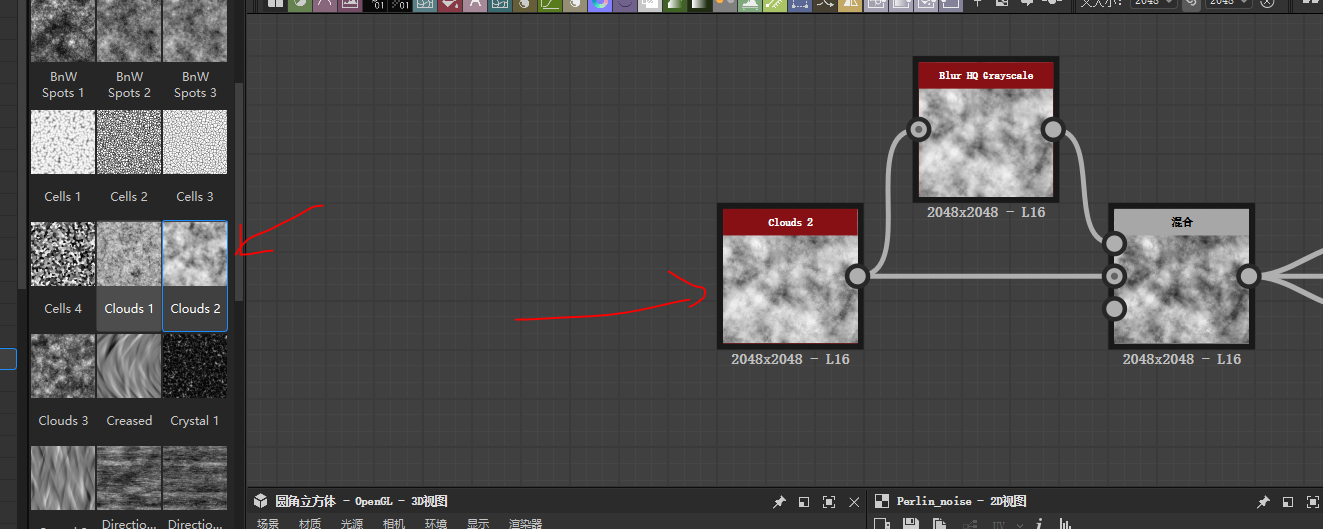 2048
2048
BnW
Spots 1
BnW
Spots 2
BnW
Spots 3
Cells 1
Cells 2
Cells 3
Cells 4
Clouds 1
Clouds 2
Clouds 3
Creased
Crystal 1
Directio...
Directio...
Blur HQ Grayscale
2048x2048 - L16
Clouds 2
2048x2048 - L16
混合
2048x2048 - L16
圆角立方体 - OpenGL - 3D视图
场景 材质 光源 相机 环境 显示 渲染器
Perlin_noise - 2D视图
UV